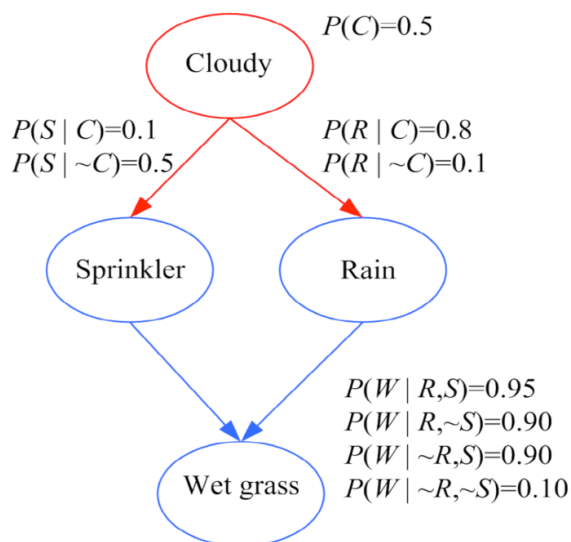 P(C)=0.5
Cloudy
P(S | C)=0.1
P(S | ~C)=0.5
P(R | C)=0.8
P(R | ~C)=0.1
Sprinkler
Rain
P(W | R,S)=0.95
P(W | R,~S)=0.90
P(W | ~R,S)=0.90
P(W | ~R,~S)=0.10
Wet grass